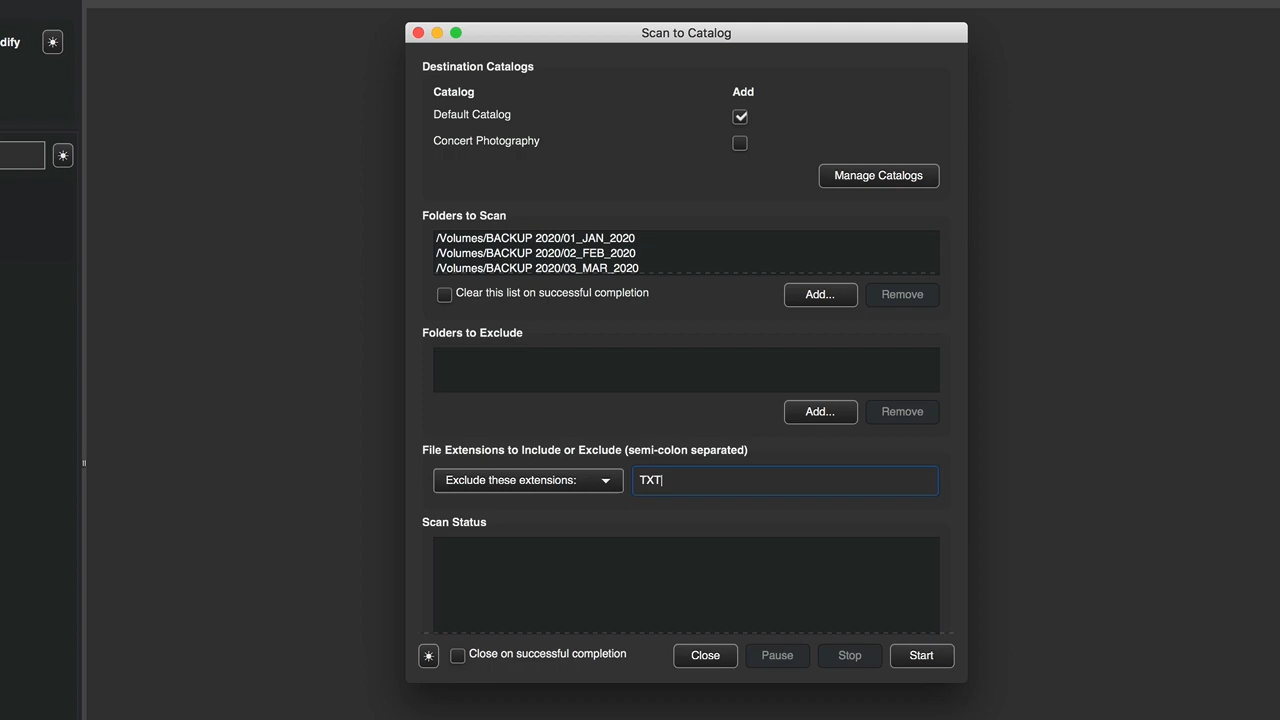 dify
Scan to Catalog
Destination Catalogs
Catalog Add
Default Catalog
Concert Photography
Manage Catalogs
Folders to Scan
/Volumes/BACKUP 2020/01_JAN_2020
/Volumes/BACKUP 2020/02_FEB_2020
/Volumes/BACKUP 2020/03_MAR_2020
Clear this list on successful completion Add... Remove
Folders to Exclude
Add... Remove
File Extensions to Include or Exclude (semi-colon separated)
Exclude these extensions: TXT
Scan Status
Close on successful completion Close Pause Stop Start